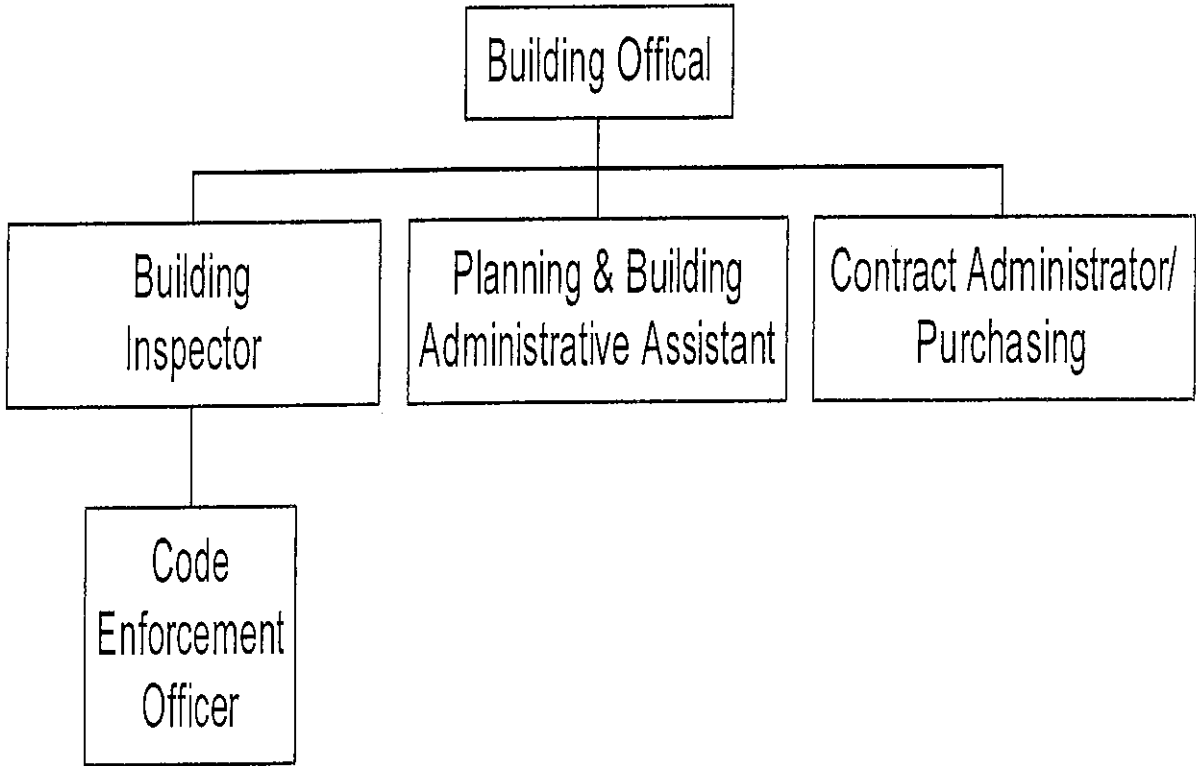 Building Offical
Building
Inspector
Planning & Building
Administrative Assistant
Contract Administrator/
Purchasing
Code
Enforcement
Officer